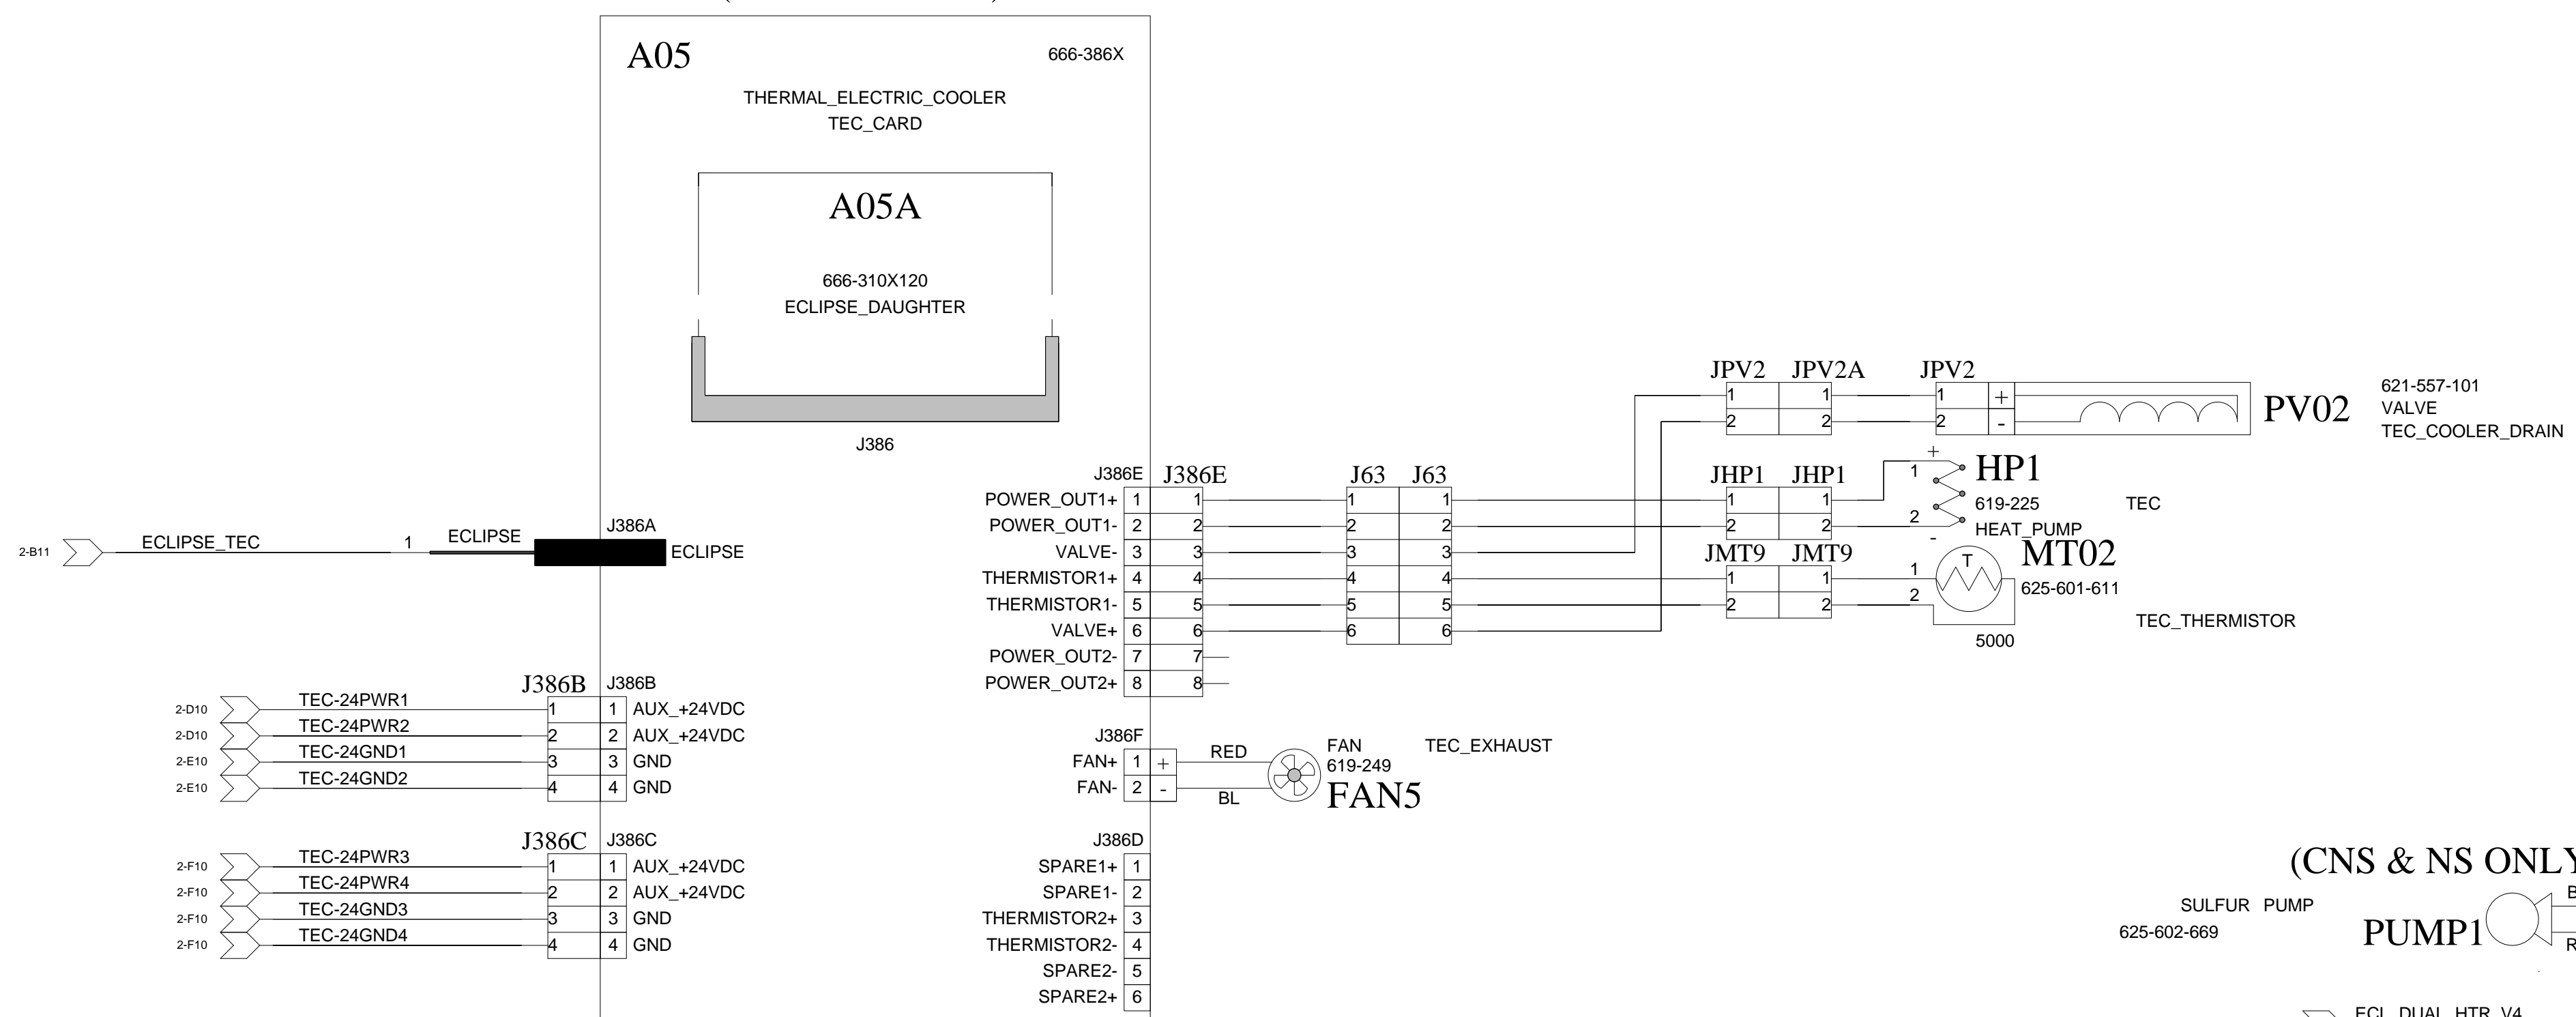 A05
666-386X
THERMAL_ELECTRIC_COOLER
TEC_CARD
A05A
666-310X120
ECLIPSE_DAUGHTER
J386
2-B11
ECLIPSE_TEC
1
ECLIPSE
J386A
ECLIPSE
J386B J386B
2-D10 TEC-24PWR1 1 1 AUX_+24VDC
2-D10 TEC-24PWR2 2 2 AUX_+24VDC
2-E10 TEC-24GND1 3 3 GND
2-E10 TEC-24GND2 4 4 GND
J386C J386C
2-F10 TEC-24PWR3 1 1 AUX_+24VDC
2-F10 TEC-24PWR4 2 2 AUX_+24VDC
2-F10 TEC-24GND3 3 3 GND
2-F10 TEC-24GND4 4 4 GND
J386E J386E J63 J63
POWER_OUT1+ 1 1 1 1
POWER_OUT1- 2 2 2 2
VALVE- 3 3 3 3
THERMISTOR1+ 4 4 4 4
THERMISTOR1- 5 5 5 5
VALVE+ 6 6 6 6
POWER_OUT2- 7 7
POWER_OUT2+ 8 8
J386F
FAN+ 1 + RED
FAN- 2 - BL
FAN TEC_EXHAUST
619-249
FAN5
J386D
SPARE1+ 1
SPARE1- 2
THERMISTOR2+ 3
THERMISTOR2- 4
SPARE2- 5
SPARE2+ 6
JPV2 JPV2A JPV2
1 1 1 +
2 2 2 -
PV02
621-557-101
VALVE
TEC_COOLER_DRAIN
JHP1 JHP1
1 1
2 2
+
1
2
-
HP1
619-225 TEC
HEAT_PUMP
JMT9 JMT9
1 1 1
2 2 2
T
MT02
625-601-611
TEC_THERMISTOR
5000
(CNS & NS ONLY
SULFUR PUMP
625-602-669
PUMP1
B
R
ECL_DUAL_HTR_V4